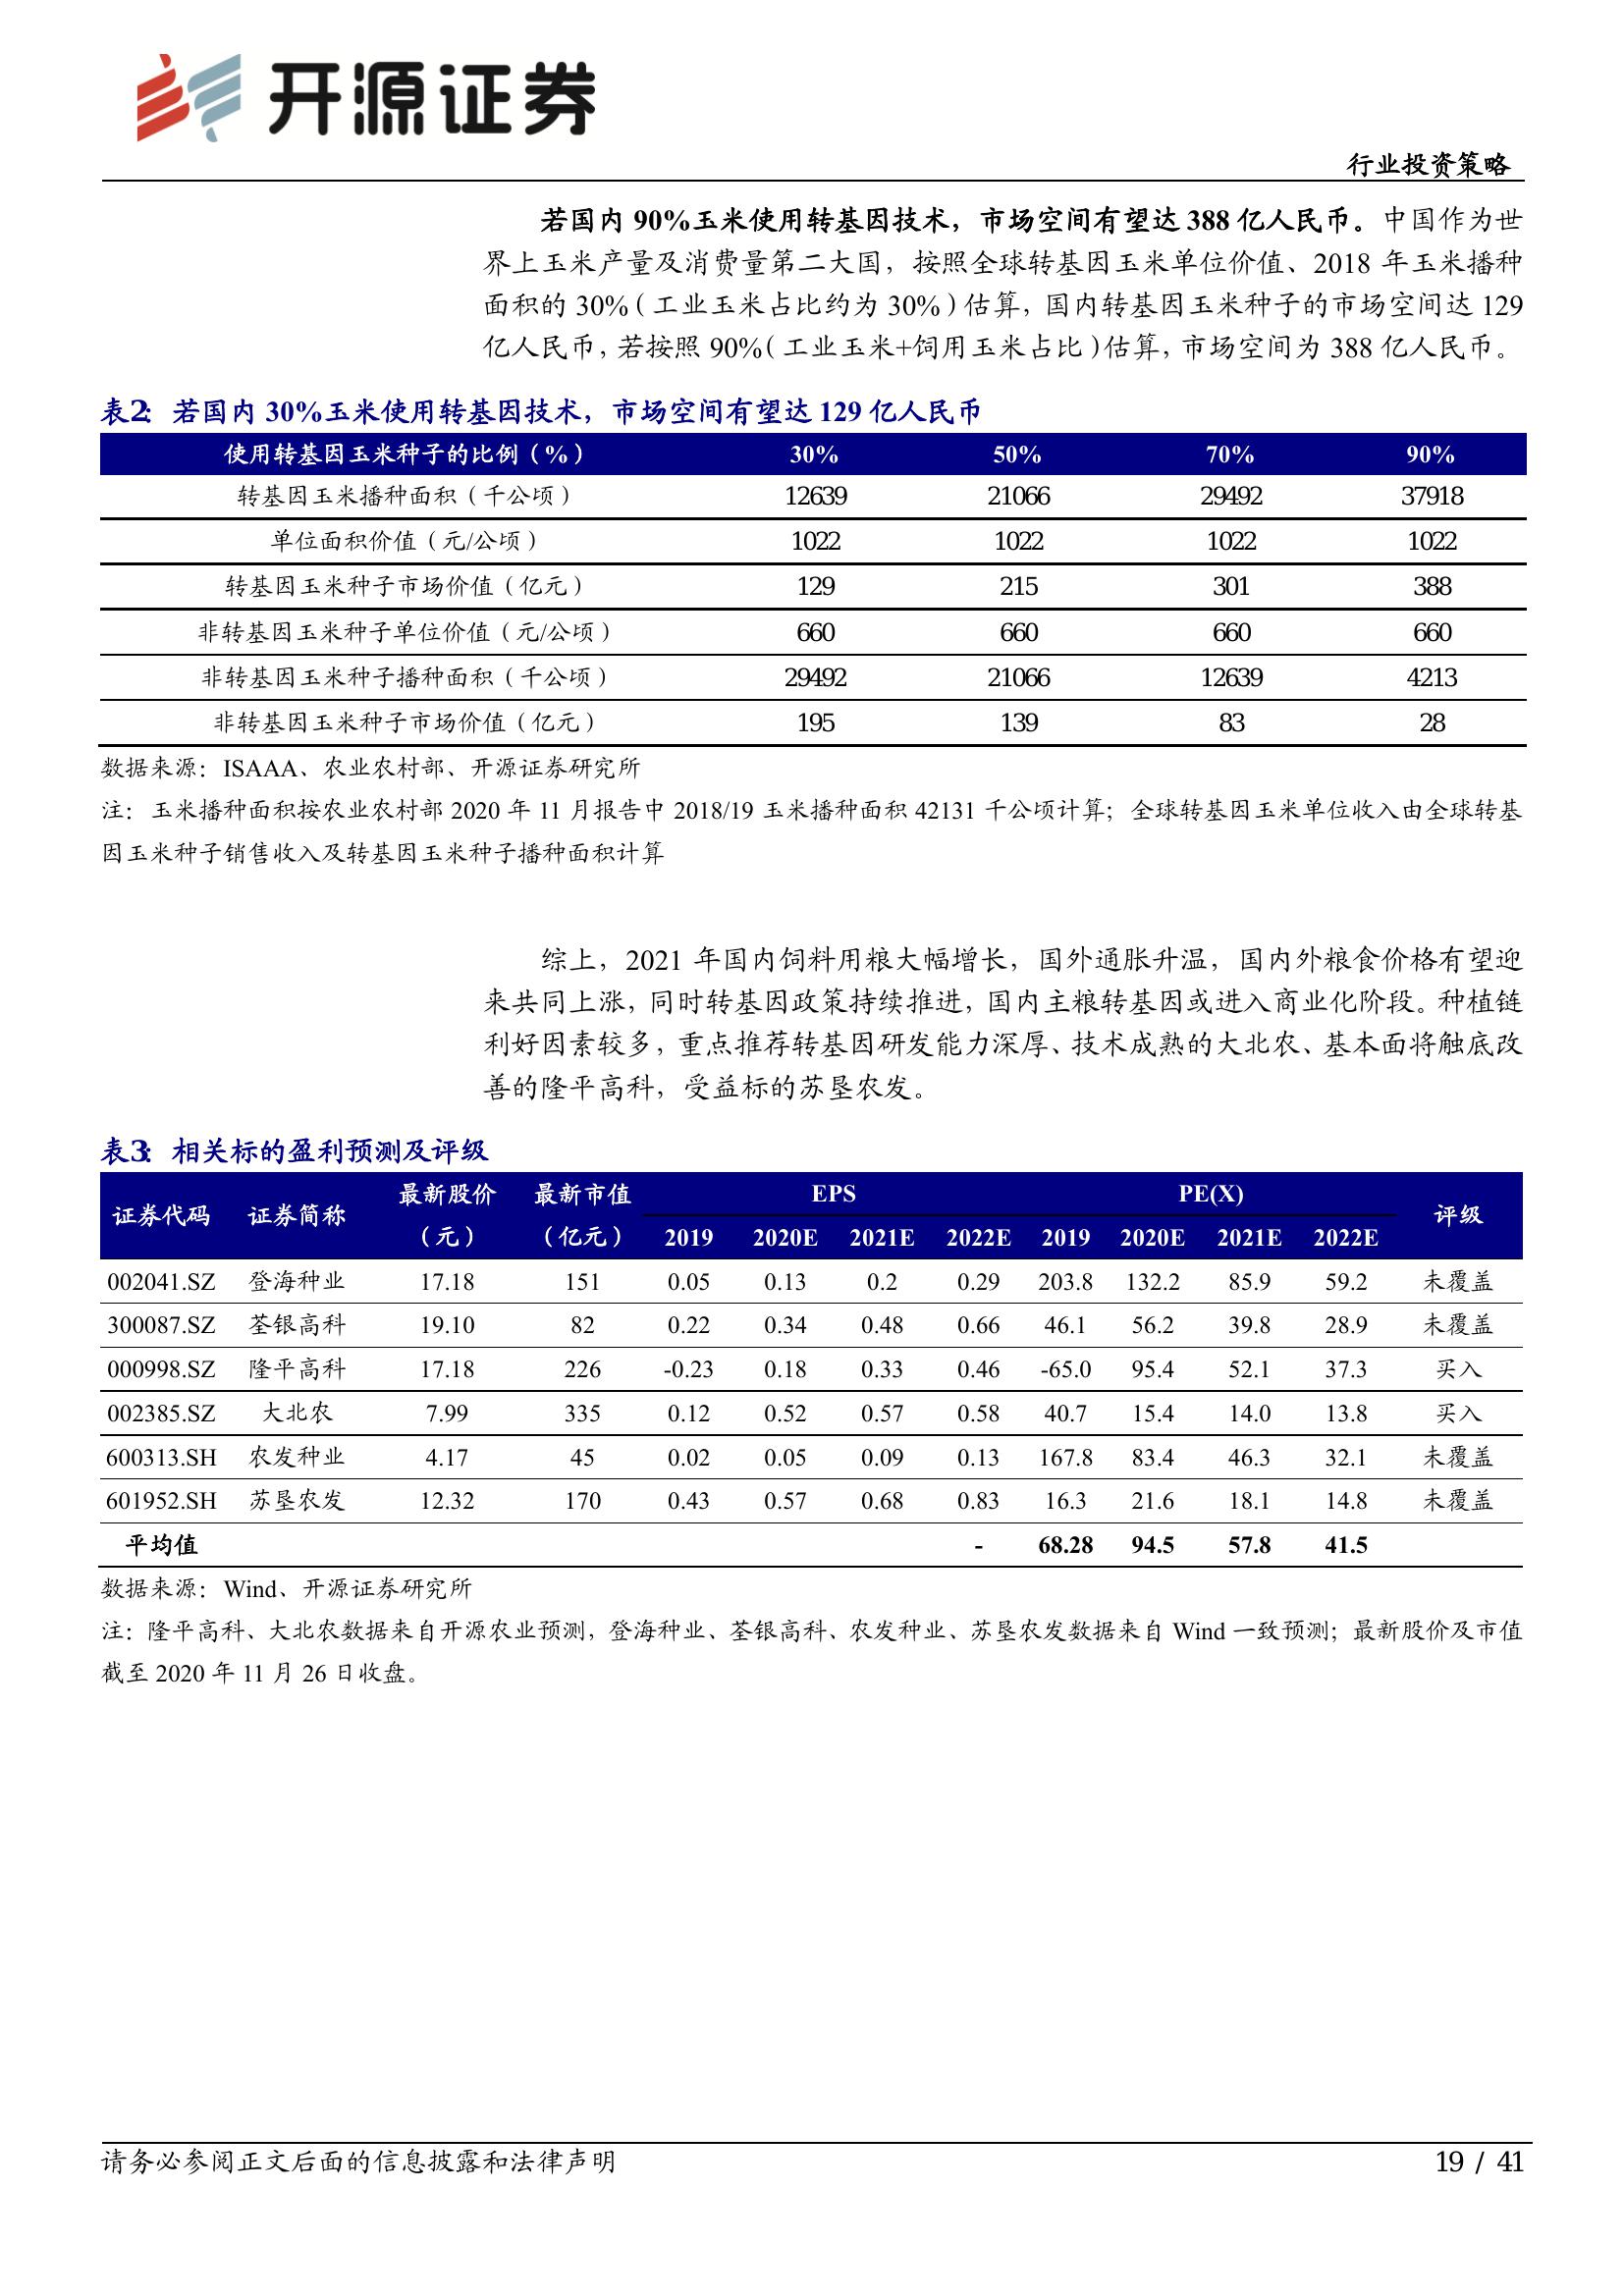 开源证券
行业投资策略
若国内 90%玉米使用转基因技术，市场空间有望达 388 亿人民币。中国作为世
界上玉米产量及消费量第二大国，按照全球转基因玉米单位价值、2018 年玉米播种
面积的 30%（工业玉米占比约为 30%）估算，国内转基因玉米种子的市场空间达 129
亿人民币，若按照 90%（工业玉米+饲用玉米占比）估算，市场空间为 388 亿人民币。
表2：若国内 30%玉米使用转基因技术，市场空间有望达 129 亿人民币
使用转基因玉米种子的比例（%） 30% 50% 70% 90%
转基因玉米播种面积（千公顷） 12639 21066 29492 37918
单位面积价值（元/公顷） 1022 1022 1022 1022
转基因玉米种子市场价值（亿元） 129 215 301 388
非转基因玉米种子单位价值（元/公顷） 660 660 660 660
非转基因玉米种子播种面积（千公顷） 29492 21066 12639 4213
非转基因玉米种子市场价值（亿元） 195 139 83 28
数据来源：ISAAA、农业农村部、开源证券研究所
注：玉米播种面积按农业农村部 2020 年 11 月报告中 2018/19 玉米播种面积 42131 千公顷计算；全球转基因玉米单位收入由全球转基
因玉米种子销售收入及转基因玉米种子播种面积计算
综上，2021 年国内饲料用粮大幅增长，国外通胀升温，国内外粮食价格有望迎
来共同上涨，同时转基因政策持续推进，国内主粮转基因或进入商业化阶段。种植链
利好因素较多，重点推荐转基因研发能力深厚、技术成熟的大北农、基本面将触底改
善的隆平高科，受益标的苏垦农发。
表3：相关标的盈利预测及评级
证券代码 证券简称 最新股价 最新市值 EPS PE(X) 评级
（元） （亿元） 2019 2020E 2021E 2022E 2019 2020E 2021E 2022E
002041.SZ 登海种业 17.18 151 0.05 0.13 0.2 0.29 203.8 132.2 85.9 59.2 未覆盖
300087.SZ 荃银高科 19.10 82 0.22 0.34 0.48 0.66 46.1 56.2 39.8 28.9 未覆盖
000998.SZ 隆平高科 17.18 226 -0.23 0.18 0.33 0.46 -65.0 95.4 52.1 37.3 买入
002385.SZ 大北农 7.99 335 0.12 0.52 0.57 0.58 40.7 15.4 14.0 13.8 买入
600313.SH 农发种业 4.17 45 0.02 0.05 0.09 0.13 167.8 83.4 46.3 32.1 未覆盖
601952.SH 苏垦农发 12.32 170 0.43 0.57 0.68 0.83 16.3 21.6 18.1 14.8 未覆盖
平均值 - 68.28 94.5 57.8 41.5
数据来源：Wind、开源证券研究所
注：隆平高科、大北农数据来自开源农业预测，登海种业、荃银高科、农发种业、苏垦农发数据来自 Wind 一致预测；最新股价及市值
截至 2020 年 11 月 26 日收盘。
请务必参阅正文后面的信息披露和法律声明
19 / 41